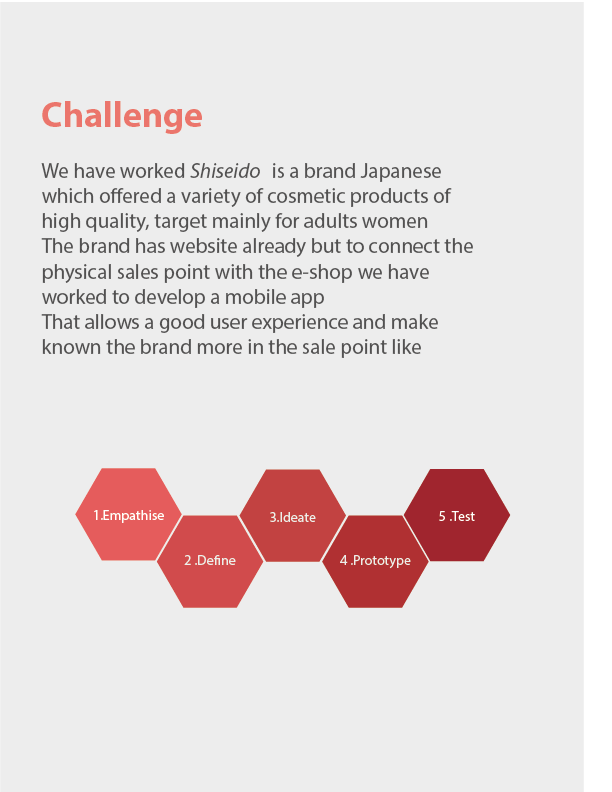 Challenge
We have worked Shiseido is a brand Japanese
which offered a variety of cosmetic products of
high quality, target mainly for adults women
The brand has website already but to connect the
physical sales point with the e-shop we have
worked to develop a mobile app
That allows a good user experience and make
known the brand more in the sale point like
1.Empathise
2 .Define
3.Ideate
4 .Prototype
5 .Test